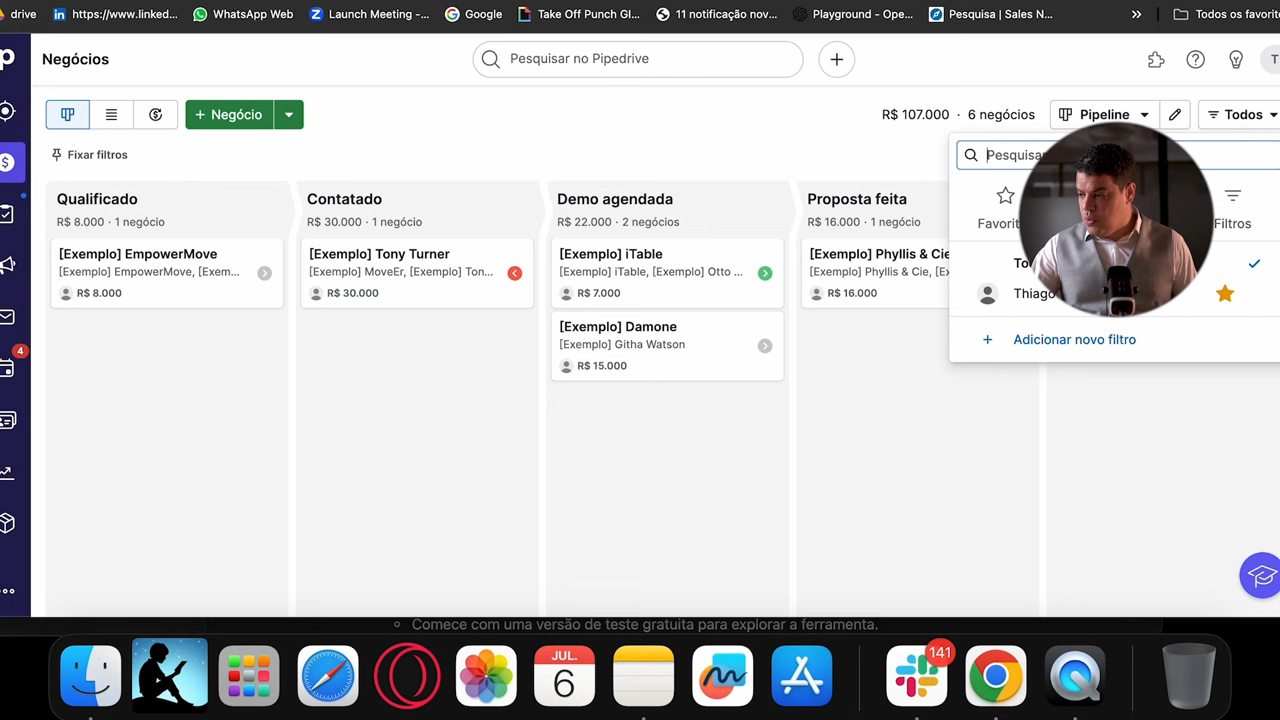 drive
https://www.linked...
WhatsApp Web
Launch Meeting -...
Google
Take Off Punch Gl...
11 notificação nov...
Playground - Ope...
Pesquisa | Sales N...
Todos os favorit
Negócios
Pesquisar no Pipedrive
T
+ Negócio
R$ 107.000 · 6 negócios
Pipeline
Todos
Fixar filtros
Pesquisa
Favorit
Filtros
To
Thiago
+ Adicionar novo filtro
Qualificado
R$ 8.000 · 1 negócio
[Exemplo] EmpowerMove
[Exemplo] EmpowerMove, [Exem...
R$ 8.000
Contatado
R$ 30.000 · 1 negócio
[Exemplo] Tony Turner
[Exemplo] MoveEr, [Exemplo] Ton...
R$ 30.000
Demo agendada
R$ 22.000 · 2 negócios
[Exemplo] iTable
[Exemplo] iTable, [Exemplo] Otto ...
R$ 7.000
[Exemplo] Damone
[Exemplo] Githa Watson
R$ 15.000
Proposta feita
R$ 16.000 · 1 negócio
[Exemplo] Phyllis & Cie
[Exemplo] Phyllis & Cie, [E
R$ 16.000
4
Comece com uma versão de teste gratuita para explorar a ferramenta.
JUL.
6
141